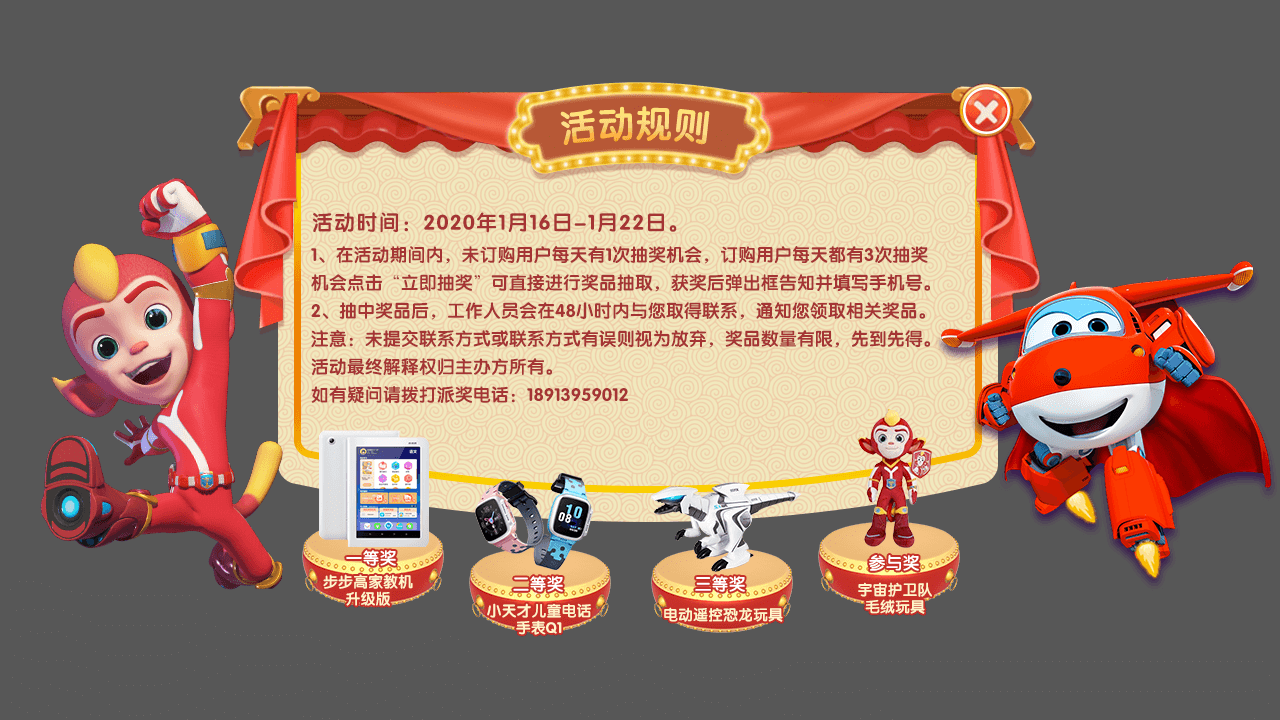 活动规则
活动时间：2020年1月16日-1月22日。
1、在活动期间内，未订购用户每天有1次抽奖机会，订购用户每天都有3次抽奖
机会点击“立即抽奖”可直接进行奖品抽取，获奖后弹出框告知并填写手机号。
2、抽中奖品后，工作人员会在48小时内与您取得联系，通知您领取相关奖品。
注意：未提交联系方式或联系方式有误则视为放弃，奖品数量有限，先到先得。
活动最终解释权归主办方所有。
如有疑问请拨打派奖电话：18913959012
一等奖
步步高家教机
升级版
二等奖
小天才儿童电话
手表Q1
10
08
三等奖
电动遥控恐龙玩具
参与奖
宇宙护卫队
毛绒玩具